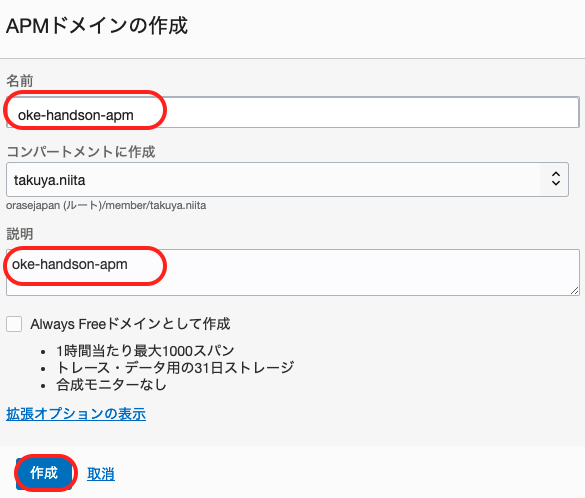 APMドメインの作成
名前
oke-handson-apm
コンパートメントに作成
takuya.niita
orasejapan (ルート)/member/takuya.niita
説明
oke-handson-apm
Always Freeドメインとして作成
• 1時間当たり最大1000スパン
• トレース・データ用の31日ストレージ
• 合成モニターなし
拡張オプションの表示
作成 取消